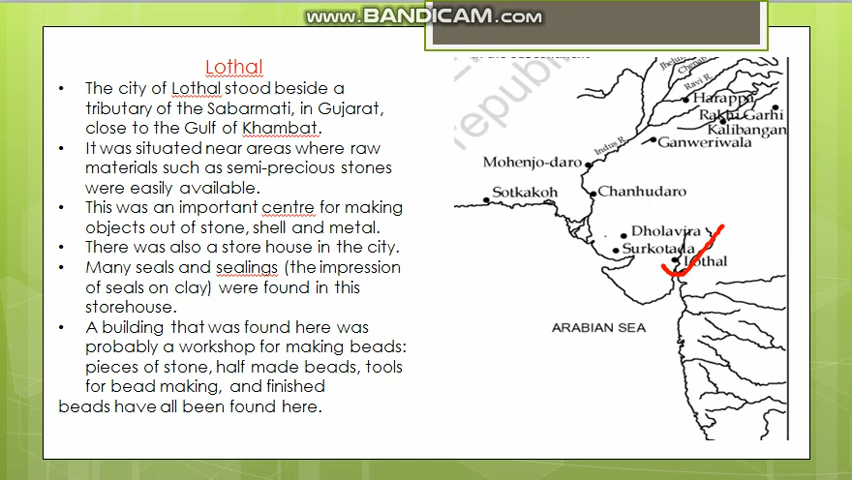 WWW.BANDICAM.COM
Lothal
• The city of Lothal stood beside a
tributary of the Sabarmati, in Gujarat,
close to the Gulf of Khambat.
• It was situated near areas where raw
materials such as semi-precious stones
were easily available.
• This was an important centre for making
objects out of stone, shell and metal.
• There was also a store house in the city.
• Many seals and sealings (the impression
of seals on clay) were found in this
storehouse.
• A building that was found here was
probably a workshop for making beads:
pieces of stone, half made beads, tools
for bead making, and finished
beads have all been found here.
republi
Jhelum
Chenab
Ravi R.
Harappa
Rakhi Garhi
Kalibangan
Indus R.
Ganweriwala
Mohenjo-daro
Sotkakoh
Chanhudaro
Dholavira
Surkotada
Lothal
ARABIAN SEA